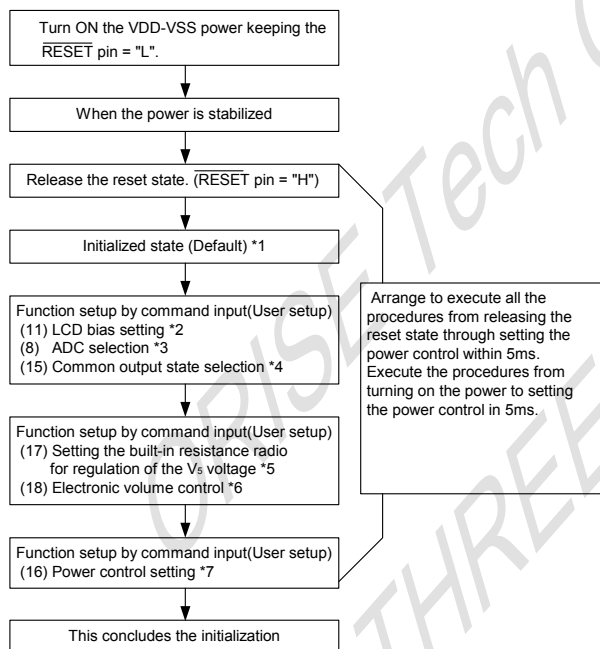 Turn ON the VDD-VSS power keeping the
RESET pin = "L".
When the power is stabilized
Release the reset state. (RESET pin = "H")
Initialized state (Default) *1
Function setup by command input(User setup)
(11) LCD bias setting *2
(8) ADC selection *3
(15) Common output state selection *4
Arrange to execute all the
procedures from releasing the
reset state through setting the
power control within 5ms.
Execute the procedures from
turning on the power to setting
the power control in 5ms.
Function setup by command input(User setup)
(17) Setting the built-in resistance radio
for regulation of the V5 voltage *5
(18) Electronic volume control *6
Function setup by command input(User setup)
(16) Power control setting *7
This concludes the initialization
ORISE Tech
THREE